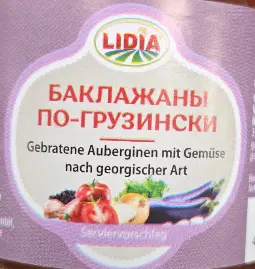 LIDIA
БАКЛАЖАНЫ
ПО-ГРУЗИНСКИ
Gebratene Auberginen mit Gemüse
nach georgischer Art
Serviervorschlag